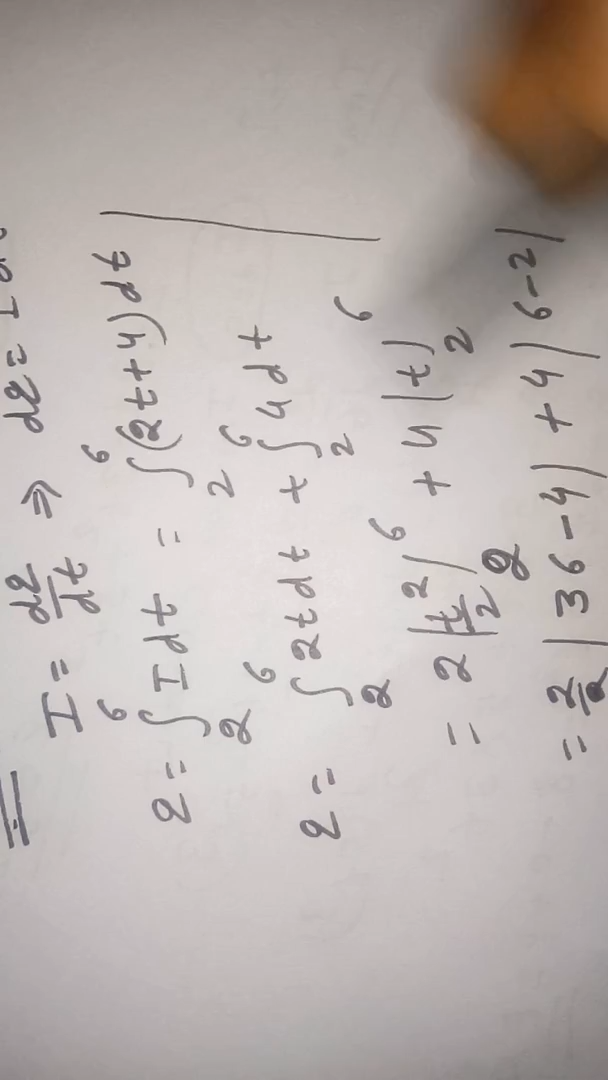 I = dq/dt ⇒ dq = I dt
q = ∫₂⁶ I dt = ∫₂⁶ (2t+4) dt
q = ∫₂⁶ 2t dt + ∫₂⁶ 4 dt
= 2 |t²/2|₂⁶ + 4 |t|₂⁶
= 2/2 |36-4| + 4 |6-2|